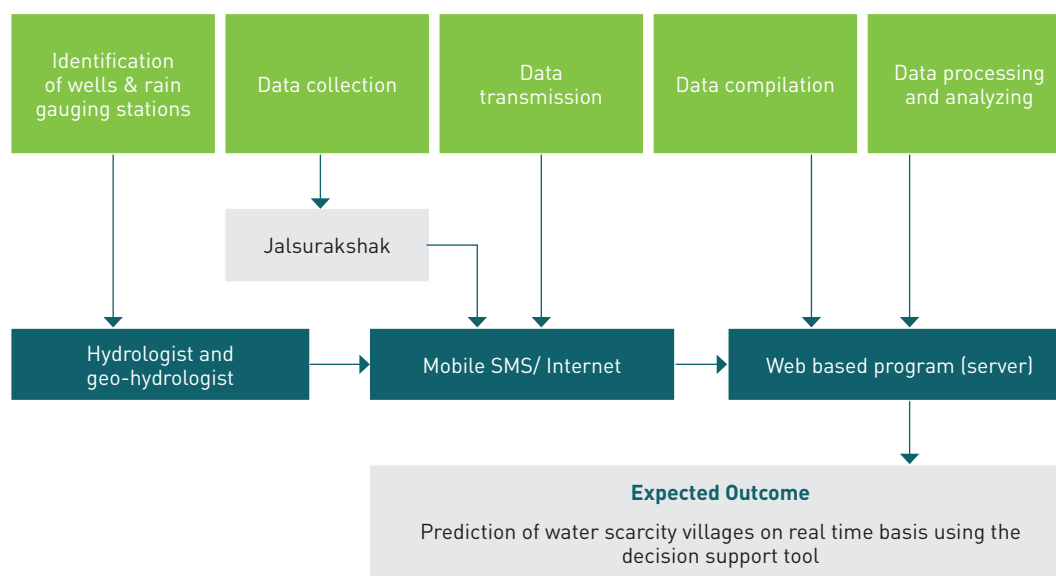 Identification
of wells & rain
gauging stations
Data collection
Data
transmission
Data compilation
Data processing
and analyzing
Jalsurakshak
Hydrologist and
geo-hydrologist
Mobile SMS/ Internet
Web based program (server)
Expected Outcome
Prediction of water scarcity villages on real time basis using the
decision support tool